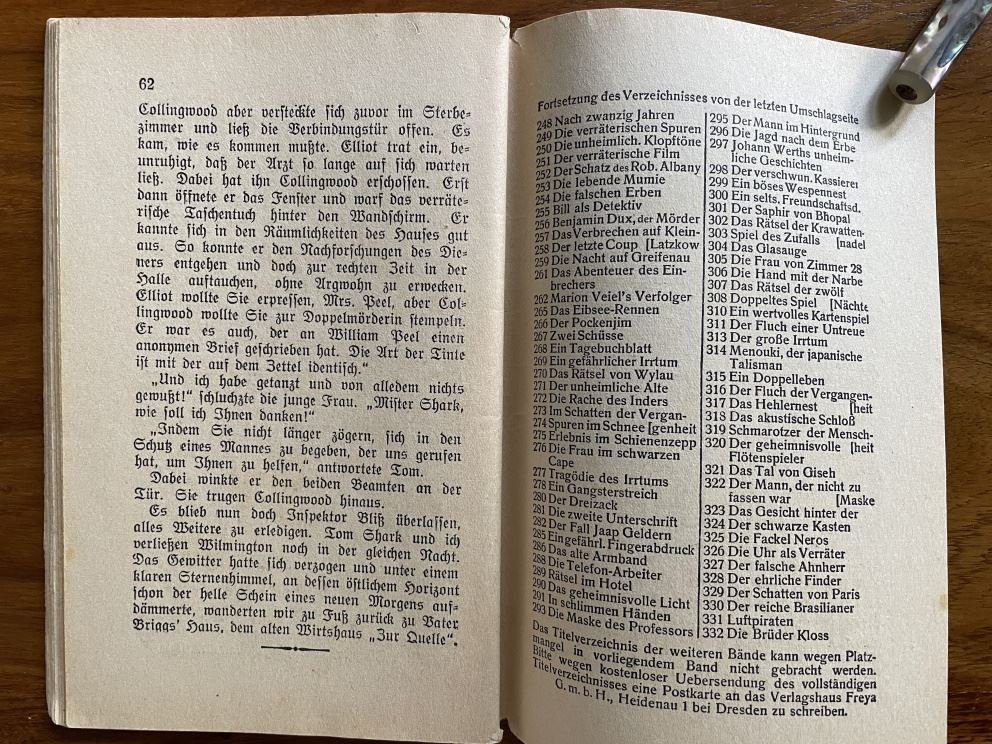 62
Collingwood aber versteckte sich zuvor im Sterbe-
zimmer und ließ die Verbindungstür offen. Es
kam, wie es kommen mußte. Elliot trat ein, be-
unruhigt, daß der Arzt so lange auf sich warten
ließ. Dabei hat ihn Collingwood erschossen. Erst
dann öffnete er das Fenster und warf das verräte-
rische Taschentuch hinter den Wandschirm. Er
kannte sich in den Räumlichkeiten des Hauses gut
aus. So konnte er den Nachforschungen des Die-
ners entgehen und doch zur rechten Zeit in der
Halle auftauchen, ohne Argwohn zu erwecken.
Elliot wollte Sie erpressen, Mrs. Peel, aber Col-
lingwood wollte Sie zur Doppelmörderin stempeln.
Er war es auch, der an William Peel einen
anonymen Brief geschrieben hat. Die Art der Tinte
ist mit der auf dem Zettel identisch.“
„Und ich habe getanzt und von alledem nichts
gewußt!“ schluchzte die junge Frau. „Mister Shark,
wie soll ich Ihnen danken!“
„Indem Sie nicht länger zögern, sich in den
Schutz eines Mannes zu begeben, der uns gerufen
hat, um Ihnen zu helfen,“ antwortete Tom.
Dabei winkte er den beiden Beamten an der
Tür. Sie trugen Collingwood hinaus.
Es blieb nun doch Inspektor Bliß überlassen,
alles Weitere zu erledigen. Tom Shark und ich
verließen Wilmington noch in der gleichen Nacht.
Das Gewitter hatte sich verzogen und unter einem
klaren Sternenhimmel, an dessen östlichem Horizont
schon der helle Schein eines neuen Morgens auf-
dämmerte, wanderten wir zu Fuß zurück zu Vater
Briggs' Haus, dem alten Wirtshaus „Zur Quelle“.
Fortsetzung des Verzeichnisses von der letzten Umschlagseite
248 Nach zwanzig Jahren
249 Die verräterischen Spuren
250 Die unheimlich. Klopftöne
251 Der verräterische Film
252 Der Schatz des Rob. Albany
253 Die lebende Mumie
254 Die falschen Erben
255 Bill als Detektiv
256 Benjamin Dux, der Mörder
257 Das Verbrechen auf Klein-
258 Der letzte Coup [Latzkow
259 Die Nacht auf Greifenau
261 Das Abenteuer des Ein-
brechers
262 Marion Veiel's Verfolger
265 Das Eibsee-Rennen
266 Der Pockenjim
267 Zwei Schüsse
268 Ein Tagebuchblatt
269 Ein gefährlicher Irrtum
270 Das Rätsel von Wylau
271 Der unheimliche Alte
272 Die Rache des Inders
273 Im Schatten der Vergan-
274 Spuren im Schnee [genheit
275 Erlebnis im Schienenzepp
276 Die Frau im schwarzen
Cape
277 Tragödie des Irrtums
278 Ein Gangsterstreich
280 Der Dreizack
281 Die zweite Unterschrift
282 Der Fall Jaap Geldern
285 Ein gefährl. Fingerabdruck
286 Das alte Armband
288 Die Telefon-Arbeiter
289 Rätsel im Hotel
290 Das geheimnisvolle Licht
291 In schlimmen Händen
293 Die Maske des Professors
295 Der Mann im Hintergrund
296 Die Jagd nach dem Erbe
297 Johann Werths unheim-
liche Geschichten
298 Der verschwun. Kassierer
299 Ein böses Wespennest
300 Ein selts. Freundschaftsd.
301 Der Saphir von Bhopal
302 Das Rätsel der Krawatten-
303 Spiel des Zufalls [nadel
304 Das Glasauge
305 Die Frau von Zimmer 28
306 Die Hand mit der Narbe
307 Das Rätsel der zwölf
308 Doppeltes Spiel [Nächte
310 Ein wertvolles Kartenspiel
311 Der Fluch einer Untreue
313 Der große Irrtum
314 Menouki, der japanische
Talisman
315 Ein Doppelleben
316 Der Fluch der Vergangen-
317 Das Hehlernest [heit
318 Das akustische Schloß
319 Schmarotzer der Mensch-
320 Der geheimnisvolle [heit
Flötenspieler
321 Das Tal von Giseh
322 Der Mann, der nicht zu
fassen war [Maske
323 Das Gesicht hinter der
324 Der schwarze Kasten
325 Die Fackel Neros
326 Die Uhr als Verräter
327 Der falsche Ahnherr
328 Der ehrliche Finder
329 Der Schatten von Paris
330 Der reiche Brasilianer
331 Luftpiraten
332 Die Brüder Kloss
Das Titelverzeichnis der weiteren Bände kann wegen Platz-
mangel in vorliegendem Band nicht gebracht werden.
Bitte wegen kostenloser Uebersendung des vollständigen
Titelverzeichnisses eine Postkarte an das Verlagshaus Freya
G. m. b. H., Heidenau 1 bei Dresden zu schreiben.